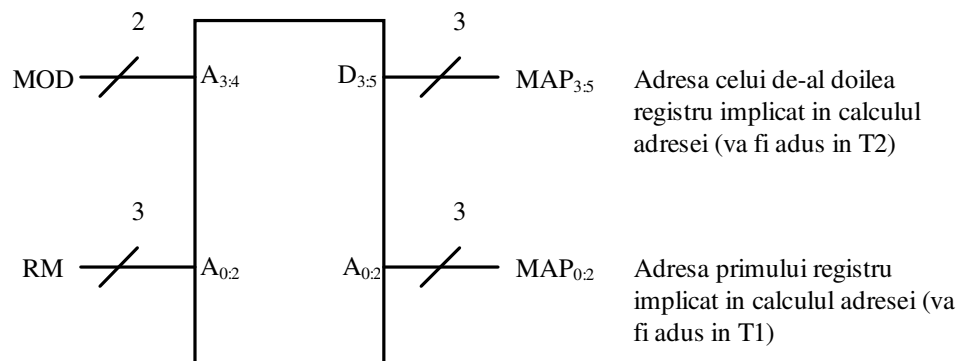 2
3
MOD
A3:4
D3:5
MAP3:5
Adresa celui de-al doilea
registru implicat in calculul
adresei (va fi adus in T2)
3
3
RM
A0:2
A0:2
MAP0:2
Adresa primului registru
implicat in calculul adresei (va
fi adus in T1)